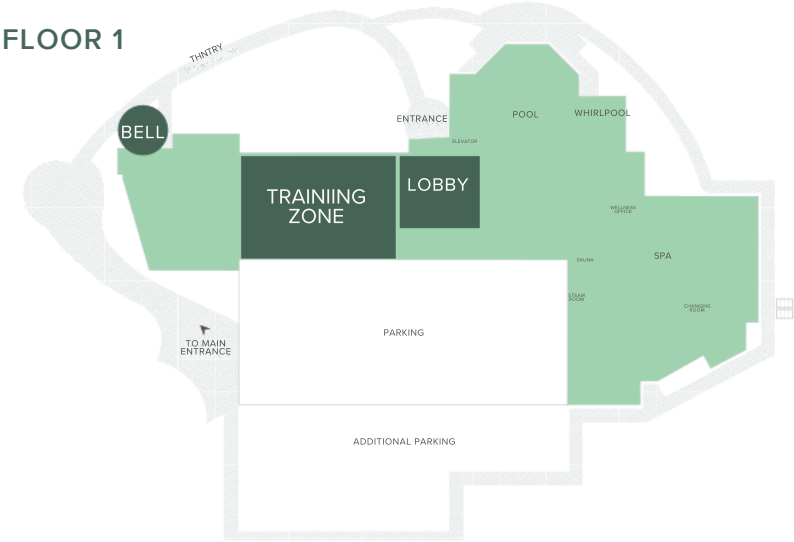 FLOOR 1
THNTRY
BELL
ENTRANCE
POOL
WHIRLPOOL
ELEVATOR
TRAINIING
ZONE
LOBBY
WELLNESS
OFFICE
SAUNA
SPA
STEAM
ROOM
CHANGING
ROOM
TO MAIN
ENTRANCE
PARKING
ADDITIONAL PARKING